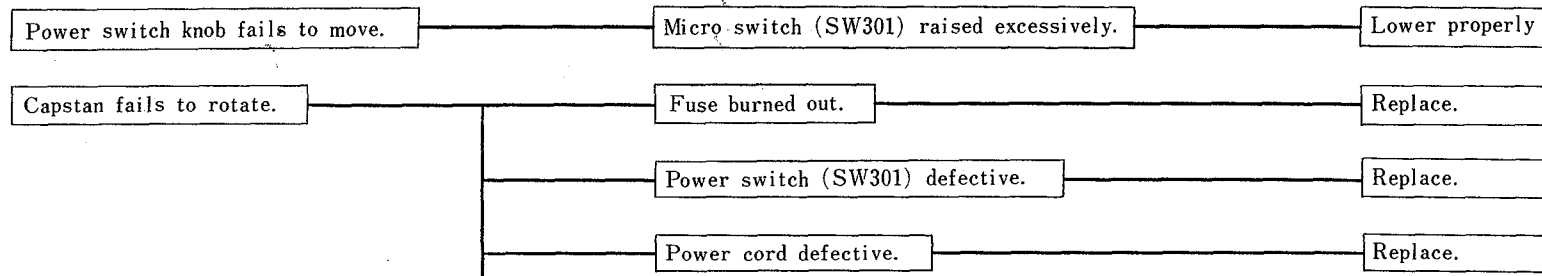 Power switch knob fails to move. Micro switch (SW301) raised excessively. Lower properly
Capstan fails to rotate. Fuse burned out. Replace.
Power switch (SW301) defective. Replace.
Power cord defective. Replace.